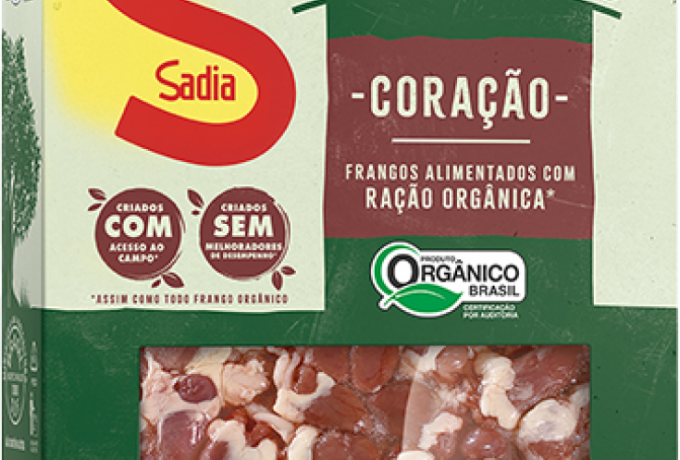 Sadia
-CORAÇÃO-
FRANGOS ALIMENTADOS COM
RAÇÃO ORGÂNICA*
CRIADOS
COM
ACESSO AO
CAMPO*
CRIADOS
SEM
MELHORADORES
DE DESEMPENHO*
*ASSIM COMO TODO FRANGO ORGÂNICO
PRODUTO
ORGÂNICO
BRASIL
CERTIFICAÇÃO
POR AUDITORIA